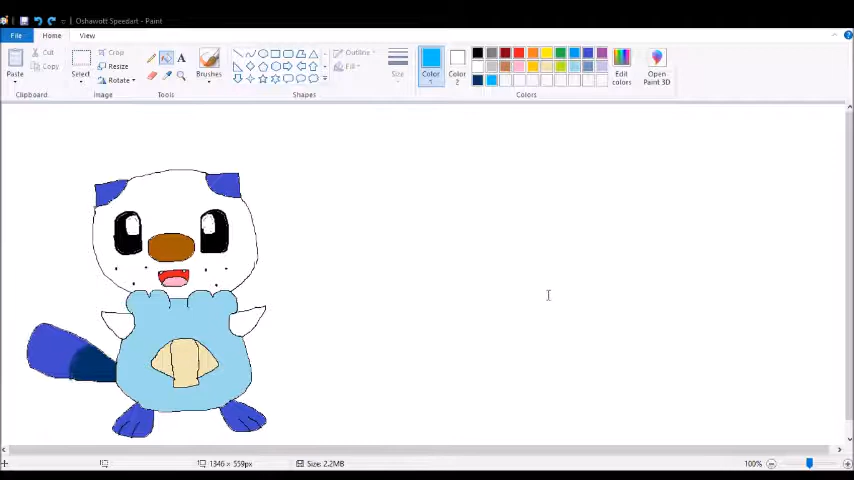 Oshawott Speedart - Paint
File Home View
Paste
Cut
Copy
Clipboard
Select
Crop
Resize
Rotate
Image
A
Tools
Brushes
Outline
Fill
Shapes
Size
Color 1
Color 2
Edit colors
Open Paint 3D
Colors
1346 × 559px
Size: 2.2MB
100%